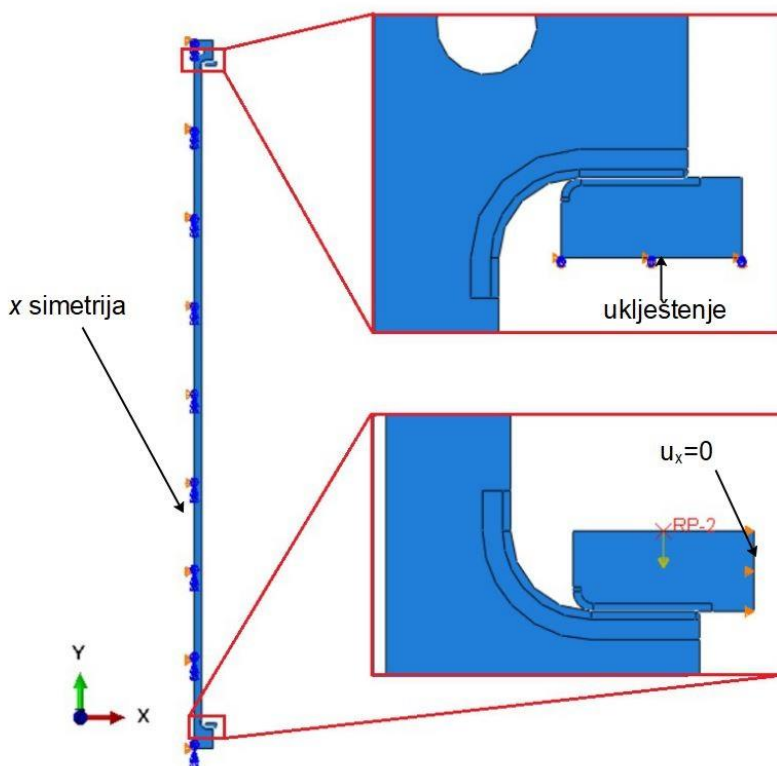 x simetrija
uklještenje
uₓ=0
RP-2
Y
X